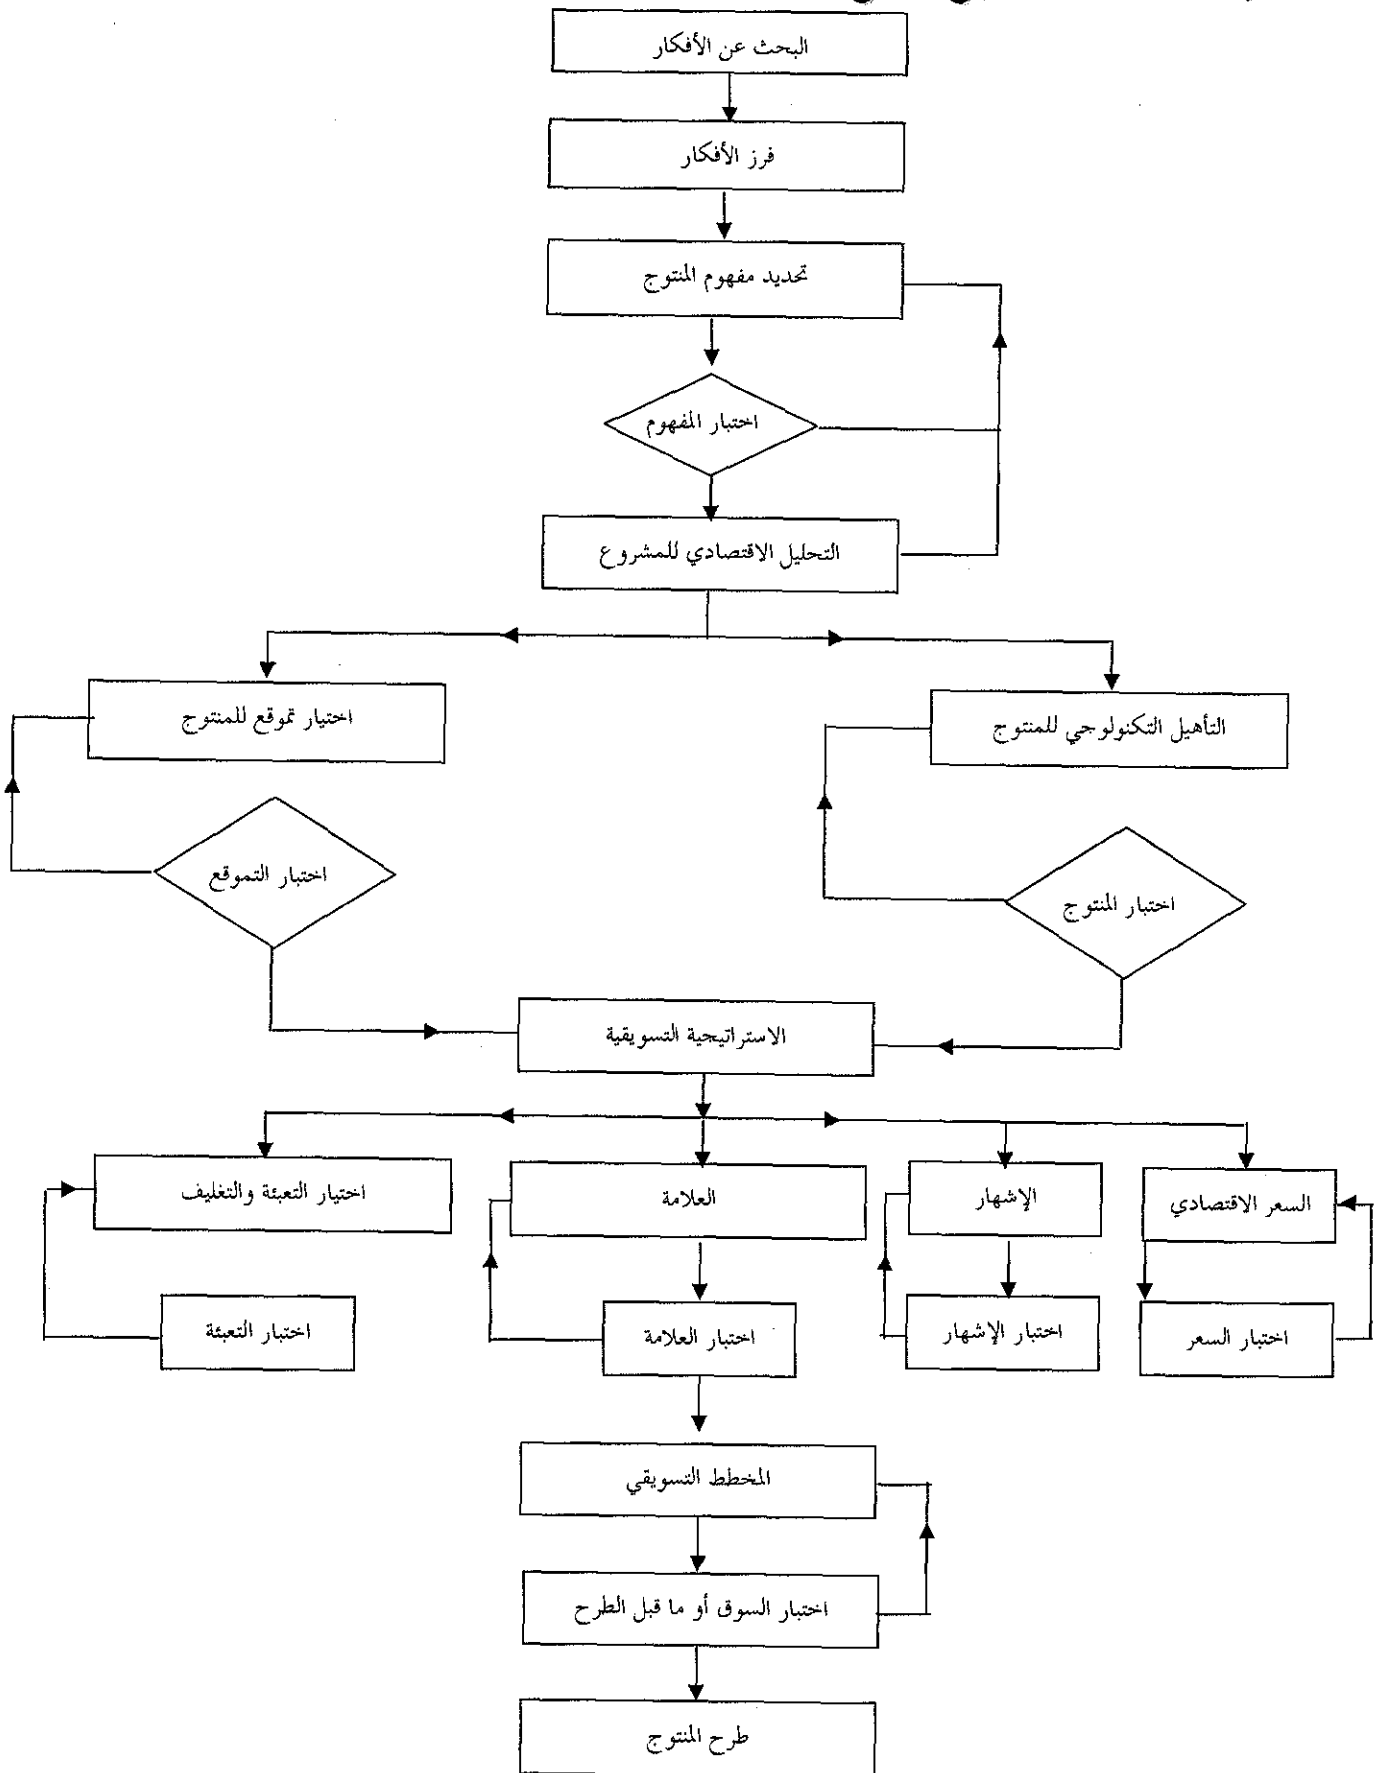 البحث عن الأفكار
فرز الأفكار
تحديد مفهوم المنتوج
اختبار المفهوم
التحليل الاقتصادي للمشروع
التأهيل التكنولوجي للمنتوج
اختيار تموقع للمنتوج
اختبار المنتوج
اختبار التموقع
الاستراتيجية التسويقية
السعر الاقتصادي
الإشهار
العلامة
اختيار التعبئة والتغليف
اختبار السعر
اختبار الإشهار
اختبار العلامة
اختبار التعبئة
المخطط التسويقي
اختبار السوق أو ما قبل الطرح
طرح المنتوج